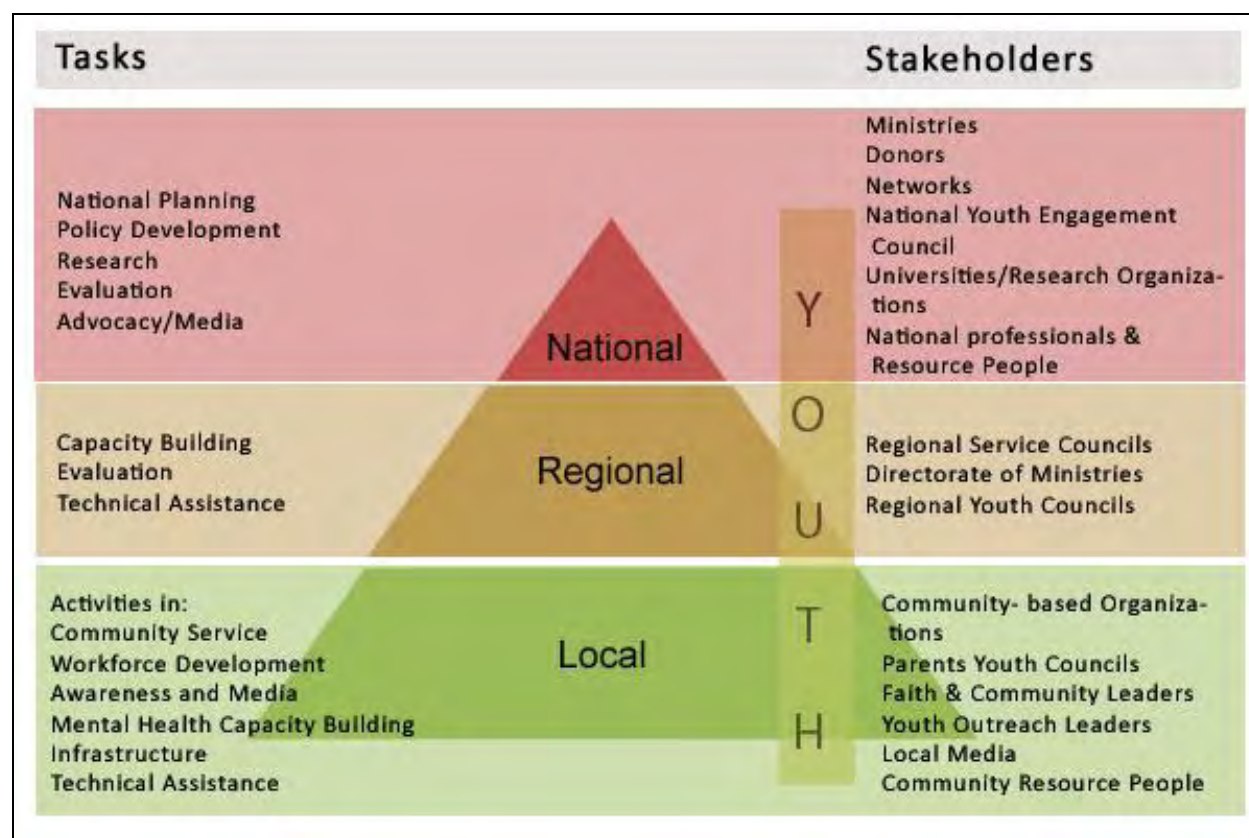 Tasks
Stakeholders
National Planning
Policy Development
Research
Evaluation
Advocacy/Media
National
Ministries
Donors
Networks
National Youth Engagement
Council
Universities/Research Organiza-
tions
National professionals &
Resource People
Capacity Building
Evaluation
Technical Assistance
Regional
Regional Service Councils
Directorate of Ministries
Regional Youth Councils
Activities in:
Community Service
Workforce Development
Awareness and Media
Mental Health Capacity Building
Infrastructure
Technical Assistance
Local
Community- based Organiza-
tions
Parents Youth Councils
Faith & Community Leaders
Youth Outreach Leaders
Local Media
Community Resource People
Y
O
U
T
H